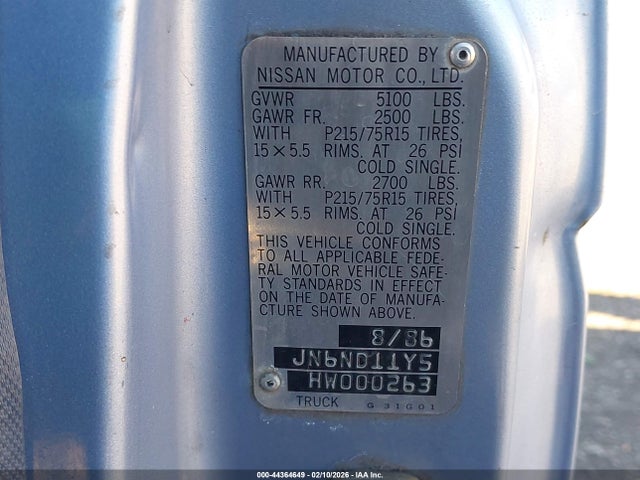 MANUFACTURED BY
NISSAN MOTOR CO., LTD.
GVWR 5100 LBS.
GAWR FR. 2500 LBS.
WITH P215/75R15 TIRES,
15×5.5 RIMS. AT 26 PSI
COLD SINGLE.
GAWR RR. 2700 LBS.
WITH P215/75R15 TIRES,
15×5.5 RIMS. AT 26 PSI
COLD SINGLE.
THIS VEHICLE CONFORMS
TO ALL APPLICABLE FEDE-
RAL MOTOR VEHICLE SAFE-
TY STANDARDS IN EFFECT
ON THE DATE OF MANUFA-
CTURE SHOWN ABOVE.
8/86
JN6ND11Y5
HW000263
TRUCK G 31G01
000-44364649 - 02/10/2026 - IAA Inc.